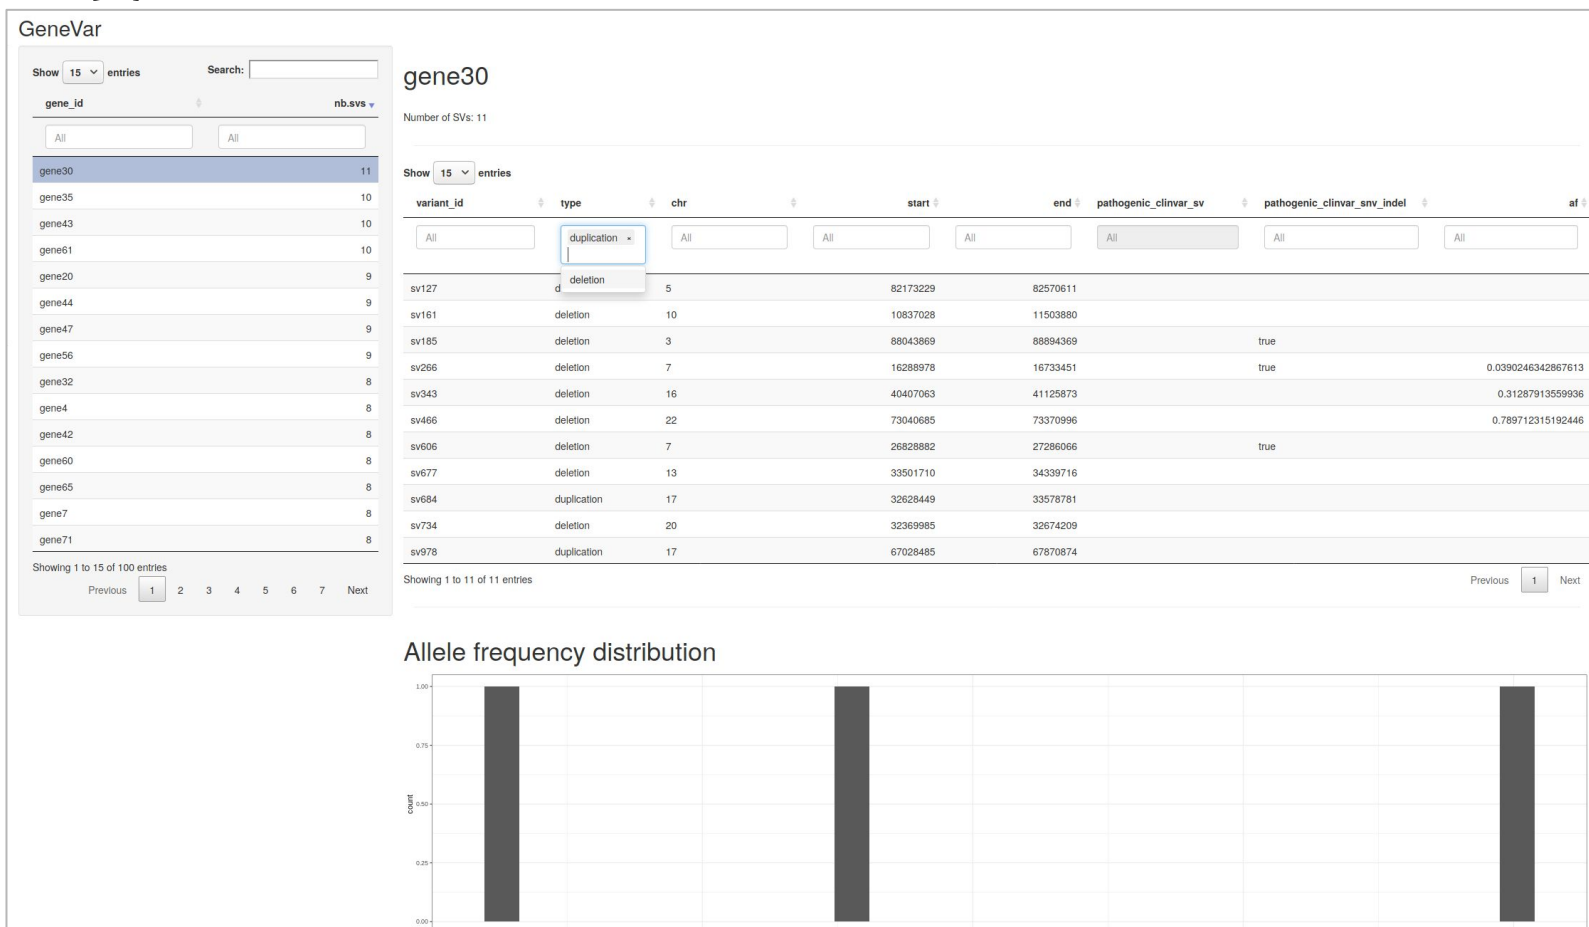 GeneVar
Show 15 entries Search:
gene_id nb.svs
All All
gene30 11
gene35 10
gene43 10
gene61 10
gene20 9
gene44 9
gene47 9
gene56 9
gene32 8
gene4 8
gene42 8
gene60 8
gene65 8
gene7 8
gene71 8
Showing 1 to 15 of 100 entries
Previous 1 2 3 4 5 6 7 Next
gene30
Number of SVs: 11
Show 15 entries
variant_id type chr start end pathogenic_clinvar_sv pathogenic_clinvar_snv_indel af
All duplication × All All All All All All
deletion
sv127 d 5 82173229 82570611
sv161 deletion 10 10837028 11503880
sv185 deletion 3 88043869 88894369 true
sv266 deletion 7 16288978 16733451 true 0.0390246342867613
sv343 deletion 16 40407063 41125873 0.31287913559936
sv466 deletion 22 73040685 73370996 0.789712315192446
sv606 deletion 7 26828882 27286066 true
sv677 deletion 13 33501710 34339716
sv684 duplication 17 32628449 33578781
sv734 deletion 20 32369985 32674209
sv978 duplication 17 67028485 67870874
Showing 1 to 11 of 11 entries
Previous 1 Next
Allele frequency distribution
1.00
0.75
count
0.50
0.25
0.00